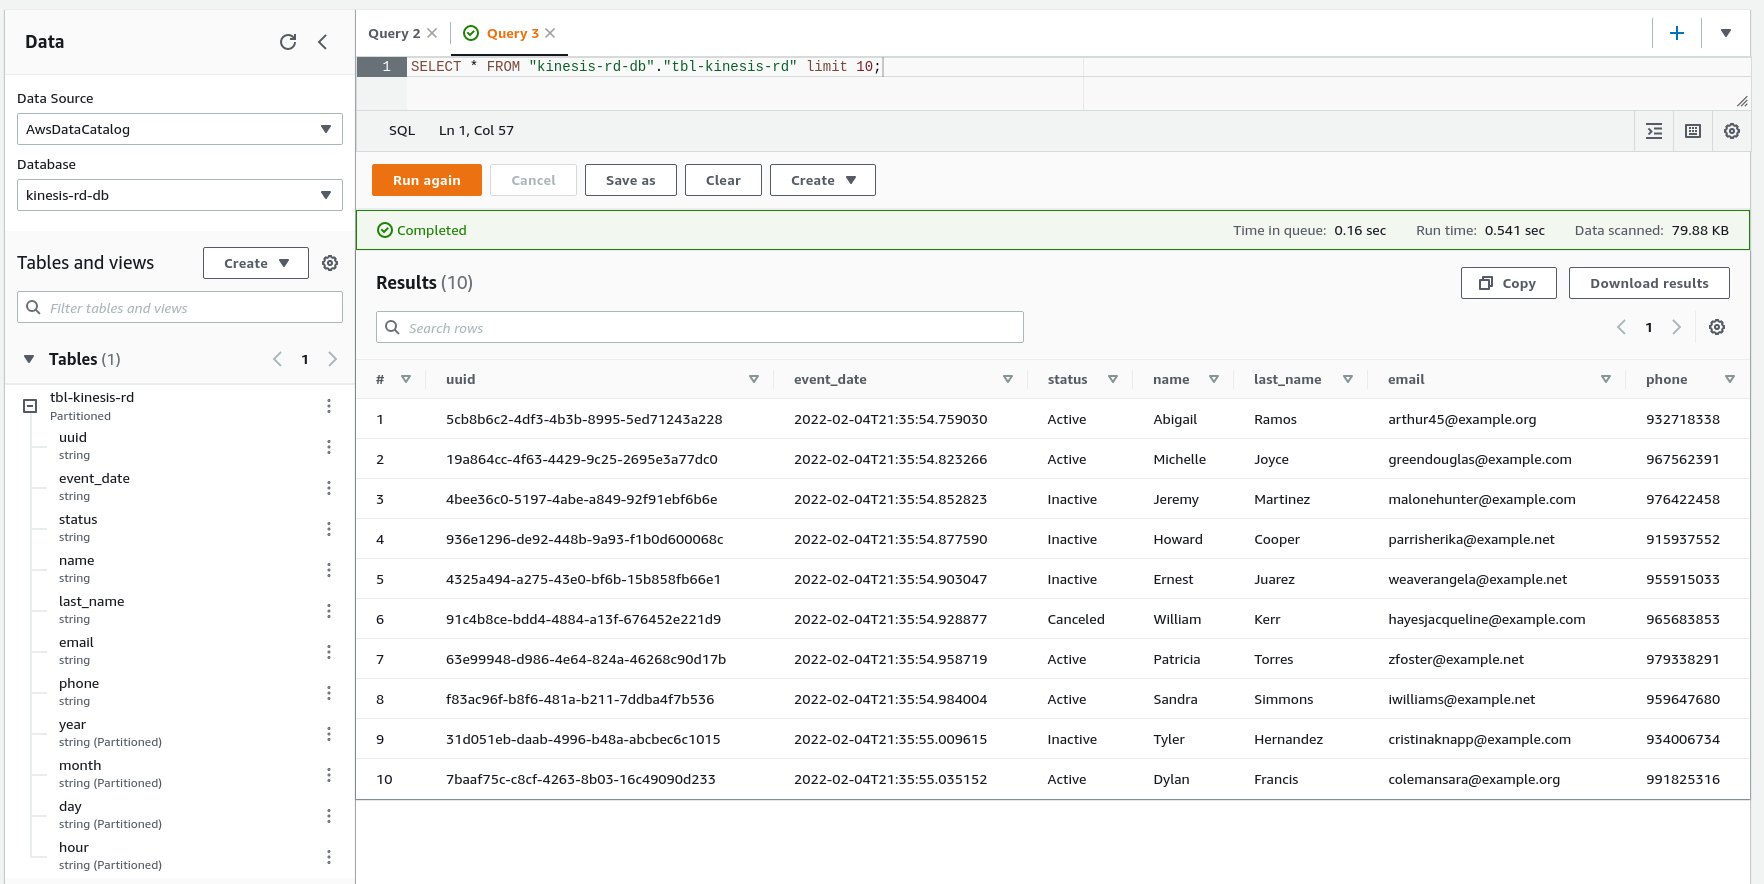 Data
Data Source
AwsDataCatalog
Database
kinesis-rd-db
Tables and views
Create
Filter tables and views
Tables (1)
1
tbl-kinesis-rd
Partitioned
uuid
string
event_date
string
status
string
name
string
last_name
string
email
string
phone
string
year
string (Partitioned)
month
string (Partitioned)
day
string (Partitioned)
hour
string (Partitioned)
Query 2 Query 3
1 SELECT * FROM "kinesis-rd-db"."tbl-kinesis-rd" limit 10;
SQL Ln 1, Col 57
Run again Cancel Save as Clear Create
Completed Time in queue: 0.16 sec Run time: 0.541 sec Data scanned: 79.88 KB
Results (10) Copy Download results
Search rows 1
# uuid event_date status name last_name email phone
1 5cb8b6c2-4df3-4b3b-8995-5ed71243a228 2022-02-04T21:35:54.759030 Active Abigail Ramos arthur45@example.org 932718338
2 19a864cc-4f63-4429-9c25-2695e3a77dc0 2022-02-04T21:35:54.823266 Active Michelle Joyce greendouglas@example.com 967562391
3 4bee36c0-5197-4abe-a849-92f91ebf6b6e 2022-02-04T21:35:54.852823 Inactive Jeremy Martinez malonehunter@example.com 976422458
4 936e1296-de92-448b-9a93-f1b0d600068c 2022-02-04T21:35:54.877590 Inactive Howard Cooper parrisherika@example.net 915937552
5 4325a494-a275-43e0-bf6b-15b858fb66e1 2022-02-04T21:35:54.903047 Inactive Ernest Juarez weaverangela@example.net 955915033
6 91c4b8ce-bdd4-4884-a13f-676452e221d9 2022-02-04T21:35:54.928877 Canceled William Kerr hayesjacqueline@example.com 965683853
7 63e99948-d986-4e64-824a-46268c90d17b 2022-02-04T21:35:54.958719 Active Patricia Torres zfoster@example.net 979338291
8 f83ac96f-b8f6-481a-b211-7ddba4f7b536 2022-02-04T21:35:54.984004 Active Sandra Simmons iwilliams@example.net 959647680
9 31d051eb-daab-4996-b48a-abcbec6c1015 2022-02-04T21:35:55.009615 Inactive Tyler Hernandez cristinaknapp@example.com 934006734
10 7baaf75c-c8cf-4263-8b03-16c49090d233 2022-02-04T21:35:55.035152 Active Dylan Francis colemansara@example.org 991825316